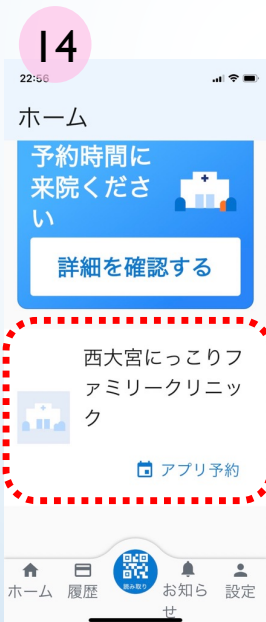 14
22:56
ホーム
予約時間に
来院くださ
い
詳細を確認する
西大宮にっこりフ
ァミリークリニッ
ク
アプリ予約
読み取り
ホーム 履歴 お知ら 設定
せ